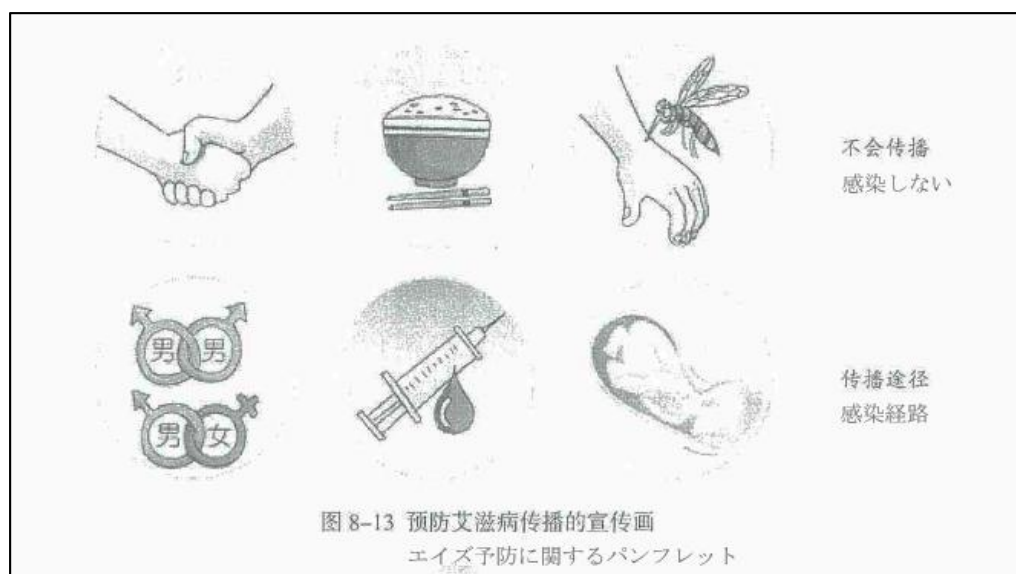 不会传播
感染しない
男 男
男 女
传播途径
感染経路
图 8-13 预防艾滋病传播的宣传画
エイズ予防に関するパンフレット